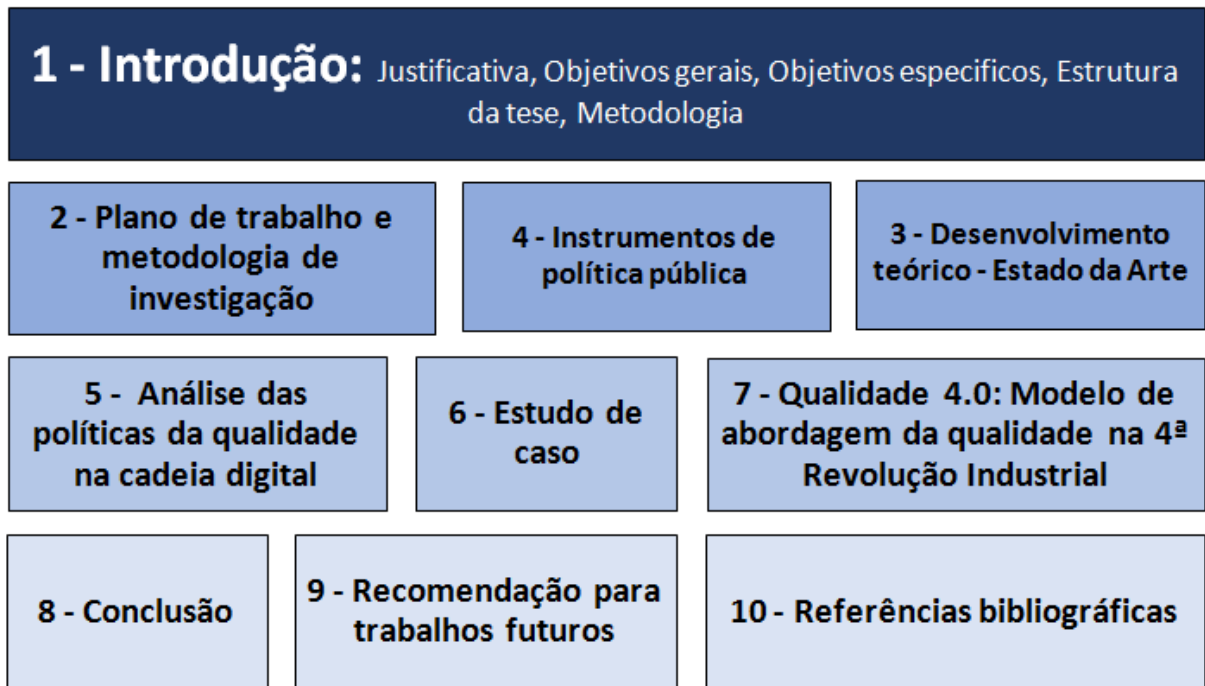 1 - Introdução: Justificativa, Objetivos gerais, Objetivos especificos, Estrutura
da tese, Metodologia
2 - Plano de trabalho e
metodologia de
investigação
4 - Instrumentos de
política pública
3 - Desenvolvimento
teórico - Estado da Arte
5 - Análise das
políticas da qualidade
na cadeia digital
6 - Estudo de
caso
7 - Qualidade 4.0: Modelo de
abordagem da qualidade na 4ª
Revolução Industrial
8 - Conclusão
9 - Recomendação para
trabalhos futuros
10 - Referências bibliográficas